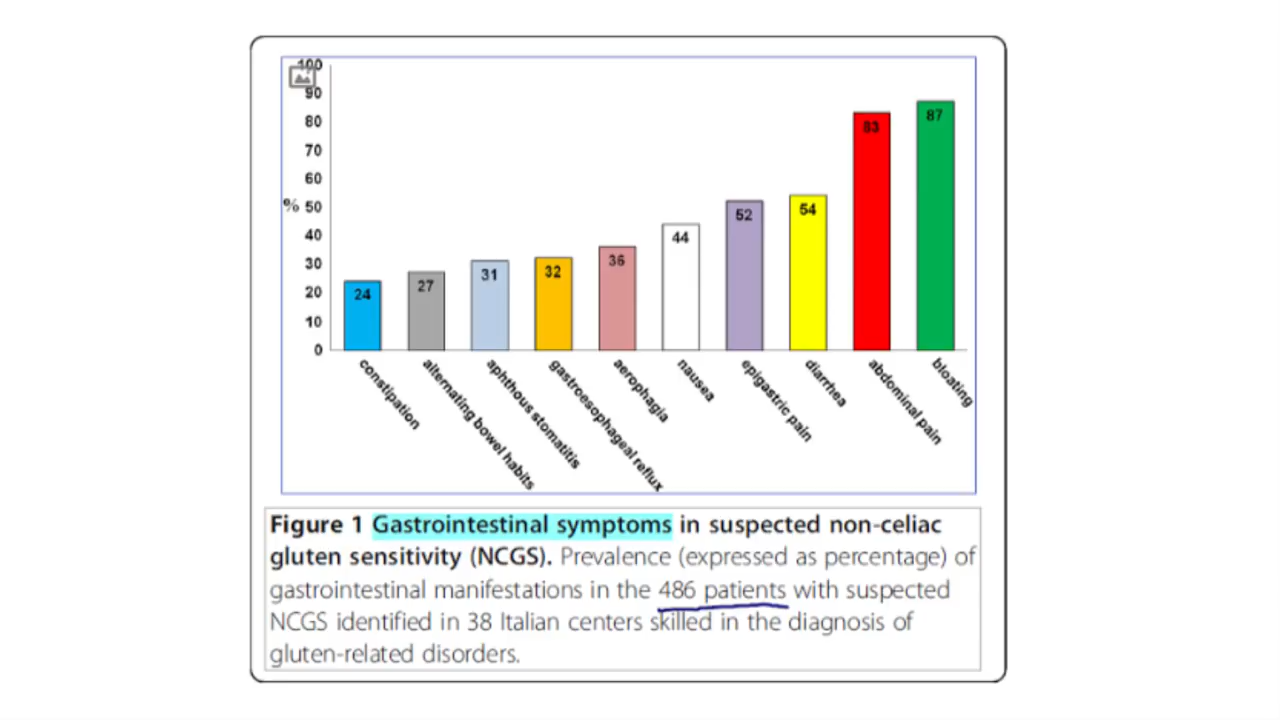 100
90
80
70
60
% 50
40
30
20
10
0
24
27
31
32
36
44
52
54
83
87
constipation
alternating bowel habits
aphthous stomatitis
gastroesophageal reflux
aerophagia
nausea
epigastric pain
diarrhea
abdominal pain
bloating
Figure 1 Gastrointestinal symptoms in suspected non-celiac
gluten sensitivity (NCGS). Prevalence (expressed as percentage) of
gastrointestinal manifestations in the 486 patients with suspected
NCGS identified in 38 Italian centers skilled in the diagnosis of
gluten-related disorders.